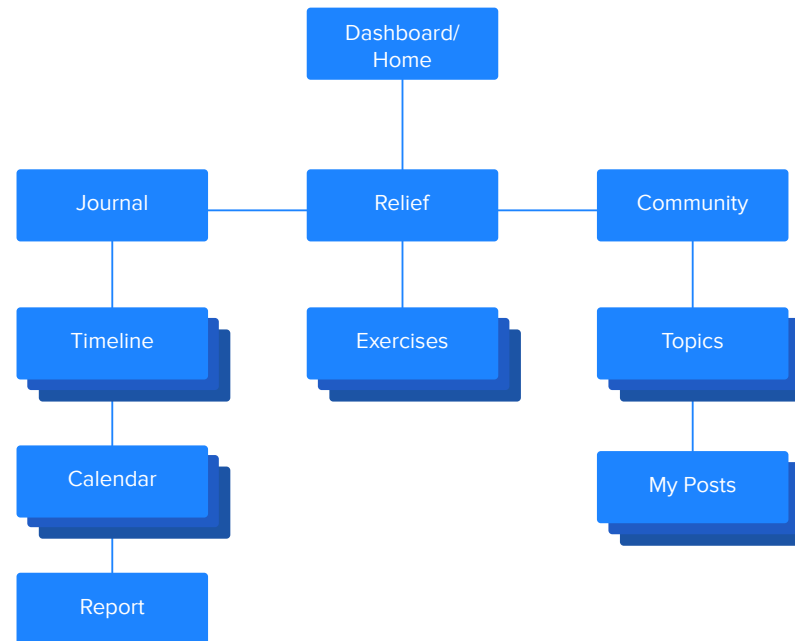 Dashboard/
Home
Journal
Relief
Community
Timeline
Exercises
Topics
Calendar
My Posts
Report